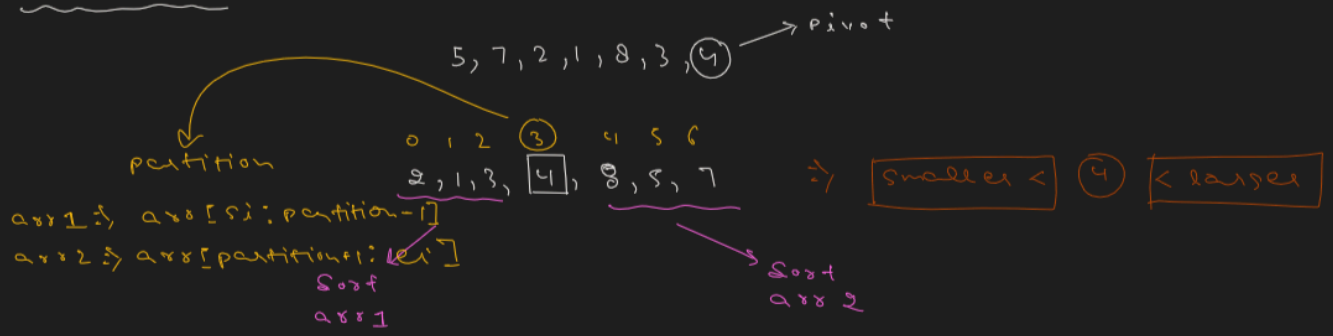 5, 7, 2, 1, 8, 3, 4 → pivot
0 1 2 3 4 5 6
partition
2, 1, 3, 4, 8, 5, 7 => smaller < 4 < larger
arr1 => arr[si: partition-1]
arr2 => arr[partition+1: ei]
Sort
arr1
Sort
arr2